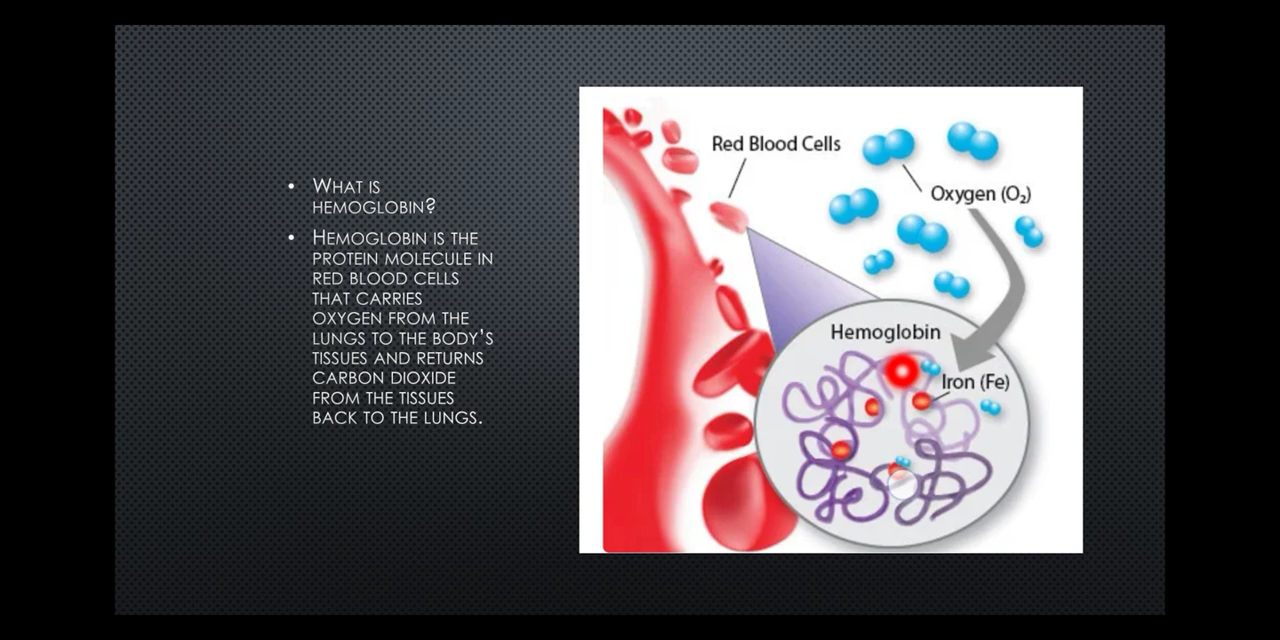 • What is
hemoglobin?
• Hemoglobin is the
protein molecule in
red blood cells
that carries
oxygen from the
lungs to the body's
tissues and returns
carbon dioxide
from the tissues
back to the lungs.
Red Blood Cells
Oxygen (O₂)
Hemoglobin
Iron (Fe)